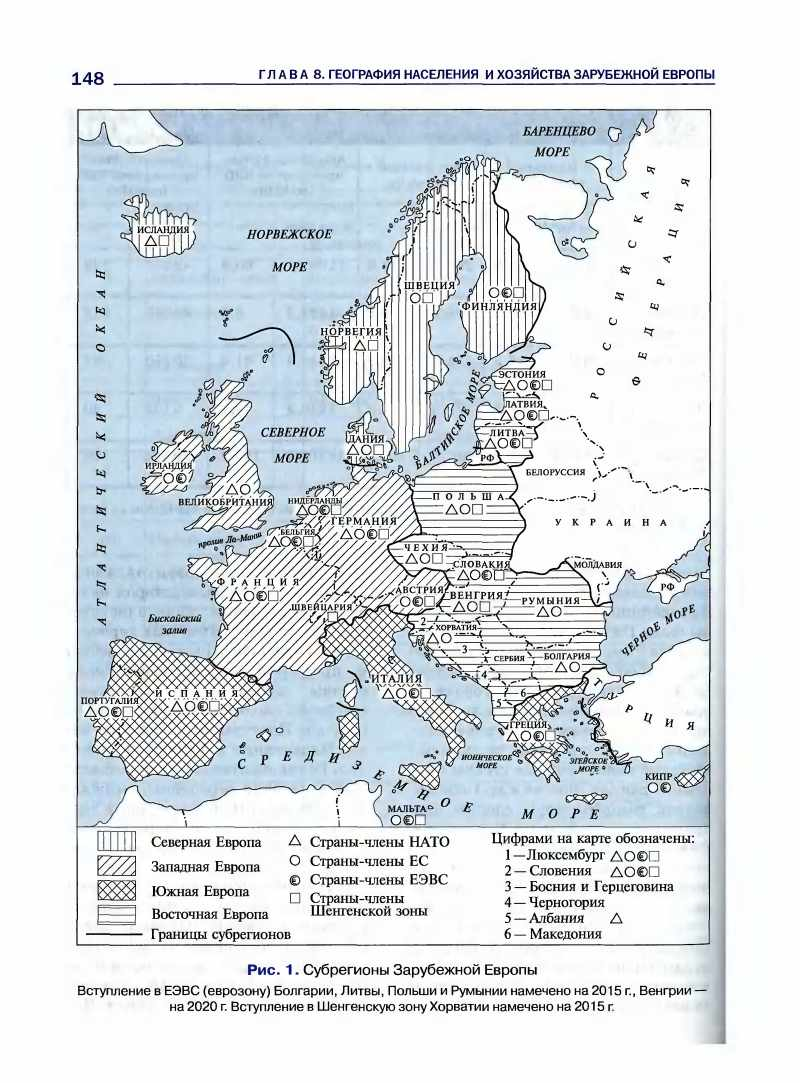 148
ГЛАВА 8. ГЕОГРАФИЯ НАСЕЛЕНИЯ И ХОЗЯЙСТВА ЗАРУБЕЖНОЙ ЕВРОПЫ
БАРЕНЦЕВО
МОРЕ
ИСЛАНДИЯ
НОРВЕЖСКОЕ
МОРЕ
РОССИЙСКАЯ
ФЕДЕРАЦИЯ
АТЛАНТИЧЕСКИЙ ОКЕАН
ШВЕЦИЯ
ФИНЛЯНДИЯ
НОРВЕГИЯ
ЭСТОНИЯ
ЛАТВИЯ
ЛИТВА
РФ
БАЛТИЙСКОЕ МОРЕ
СЕВЕРНОЕ
МОРЕ
ДАНИЯ
ИРЛАНДИЯ
ВЕЛИКОБРИТАНИЯ
БЕЛОРУССИЯ
НИДЕРЛАНДЫ
ПОЛЬША
ГЕРМАНИЯ
УКРАИНА
БЕЛЬГИЯ
пролив Ла-Манш
1
ЧЕХИЯ
СЛОВАКИЯ
МОЛДАВИЯ
ФРАНЦИЯ
АВСТРИЯ
ВЕНГРИЯ
РУМЫНИЯ
РФ
ШВЕЙЦАРИЯ
Бискайский
залив
2
ХОРВАТИЯ
3
СЕРБИЯ
БОЛГАРИЯ
ЧЕРНОЕ МОРЕ
4
5
6
ИТАЛИЯ
ИСПАНИЯ
ПОРТУГАЛИЯ
ТУРЦИЯ
ГРЕЦИЯ
ИОНИЧЕСКОЕ
МОРЕ
ЭГЕЙСКОЕ
МОРЕ
КИПР
СРЕДИЗЕМНОЕ МОРЕ
МАЛЬТА
Северная Европа
Западная Европа
Южная Европа
Восточная Европа
Границы субрегионов
Страны-члены НАТО
Страны-члены ЕС
Страны-члены ЕЭВС
Страны-члены
Шенгенской зоны
Цифрами на карте обозначены:
1 — Люксембург
2 — Словения
3 — Босния и Герцеговина
4 — Черногория
5 — Албания
6 — Македония
Рис. 1. Субрегионы Зарубежной Европы
Вступление в ЕЭВС (еврозону) Болгарии, Литвы, Польши и Румынии намечено на 2015 г., Венгрии —
на 2020 г. Вступление в Шенгенскую зону Хорватии намечено на 2015 г.